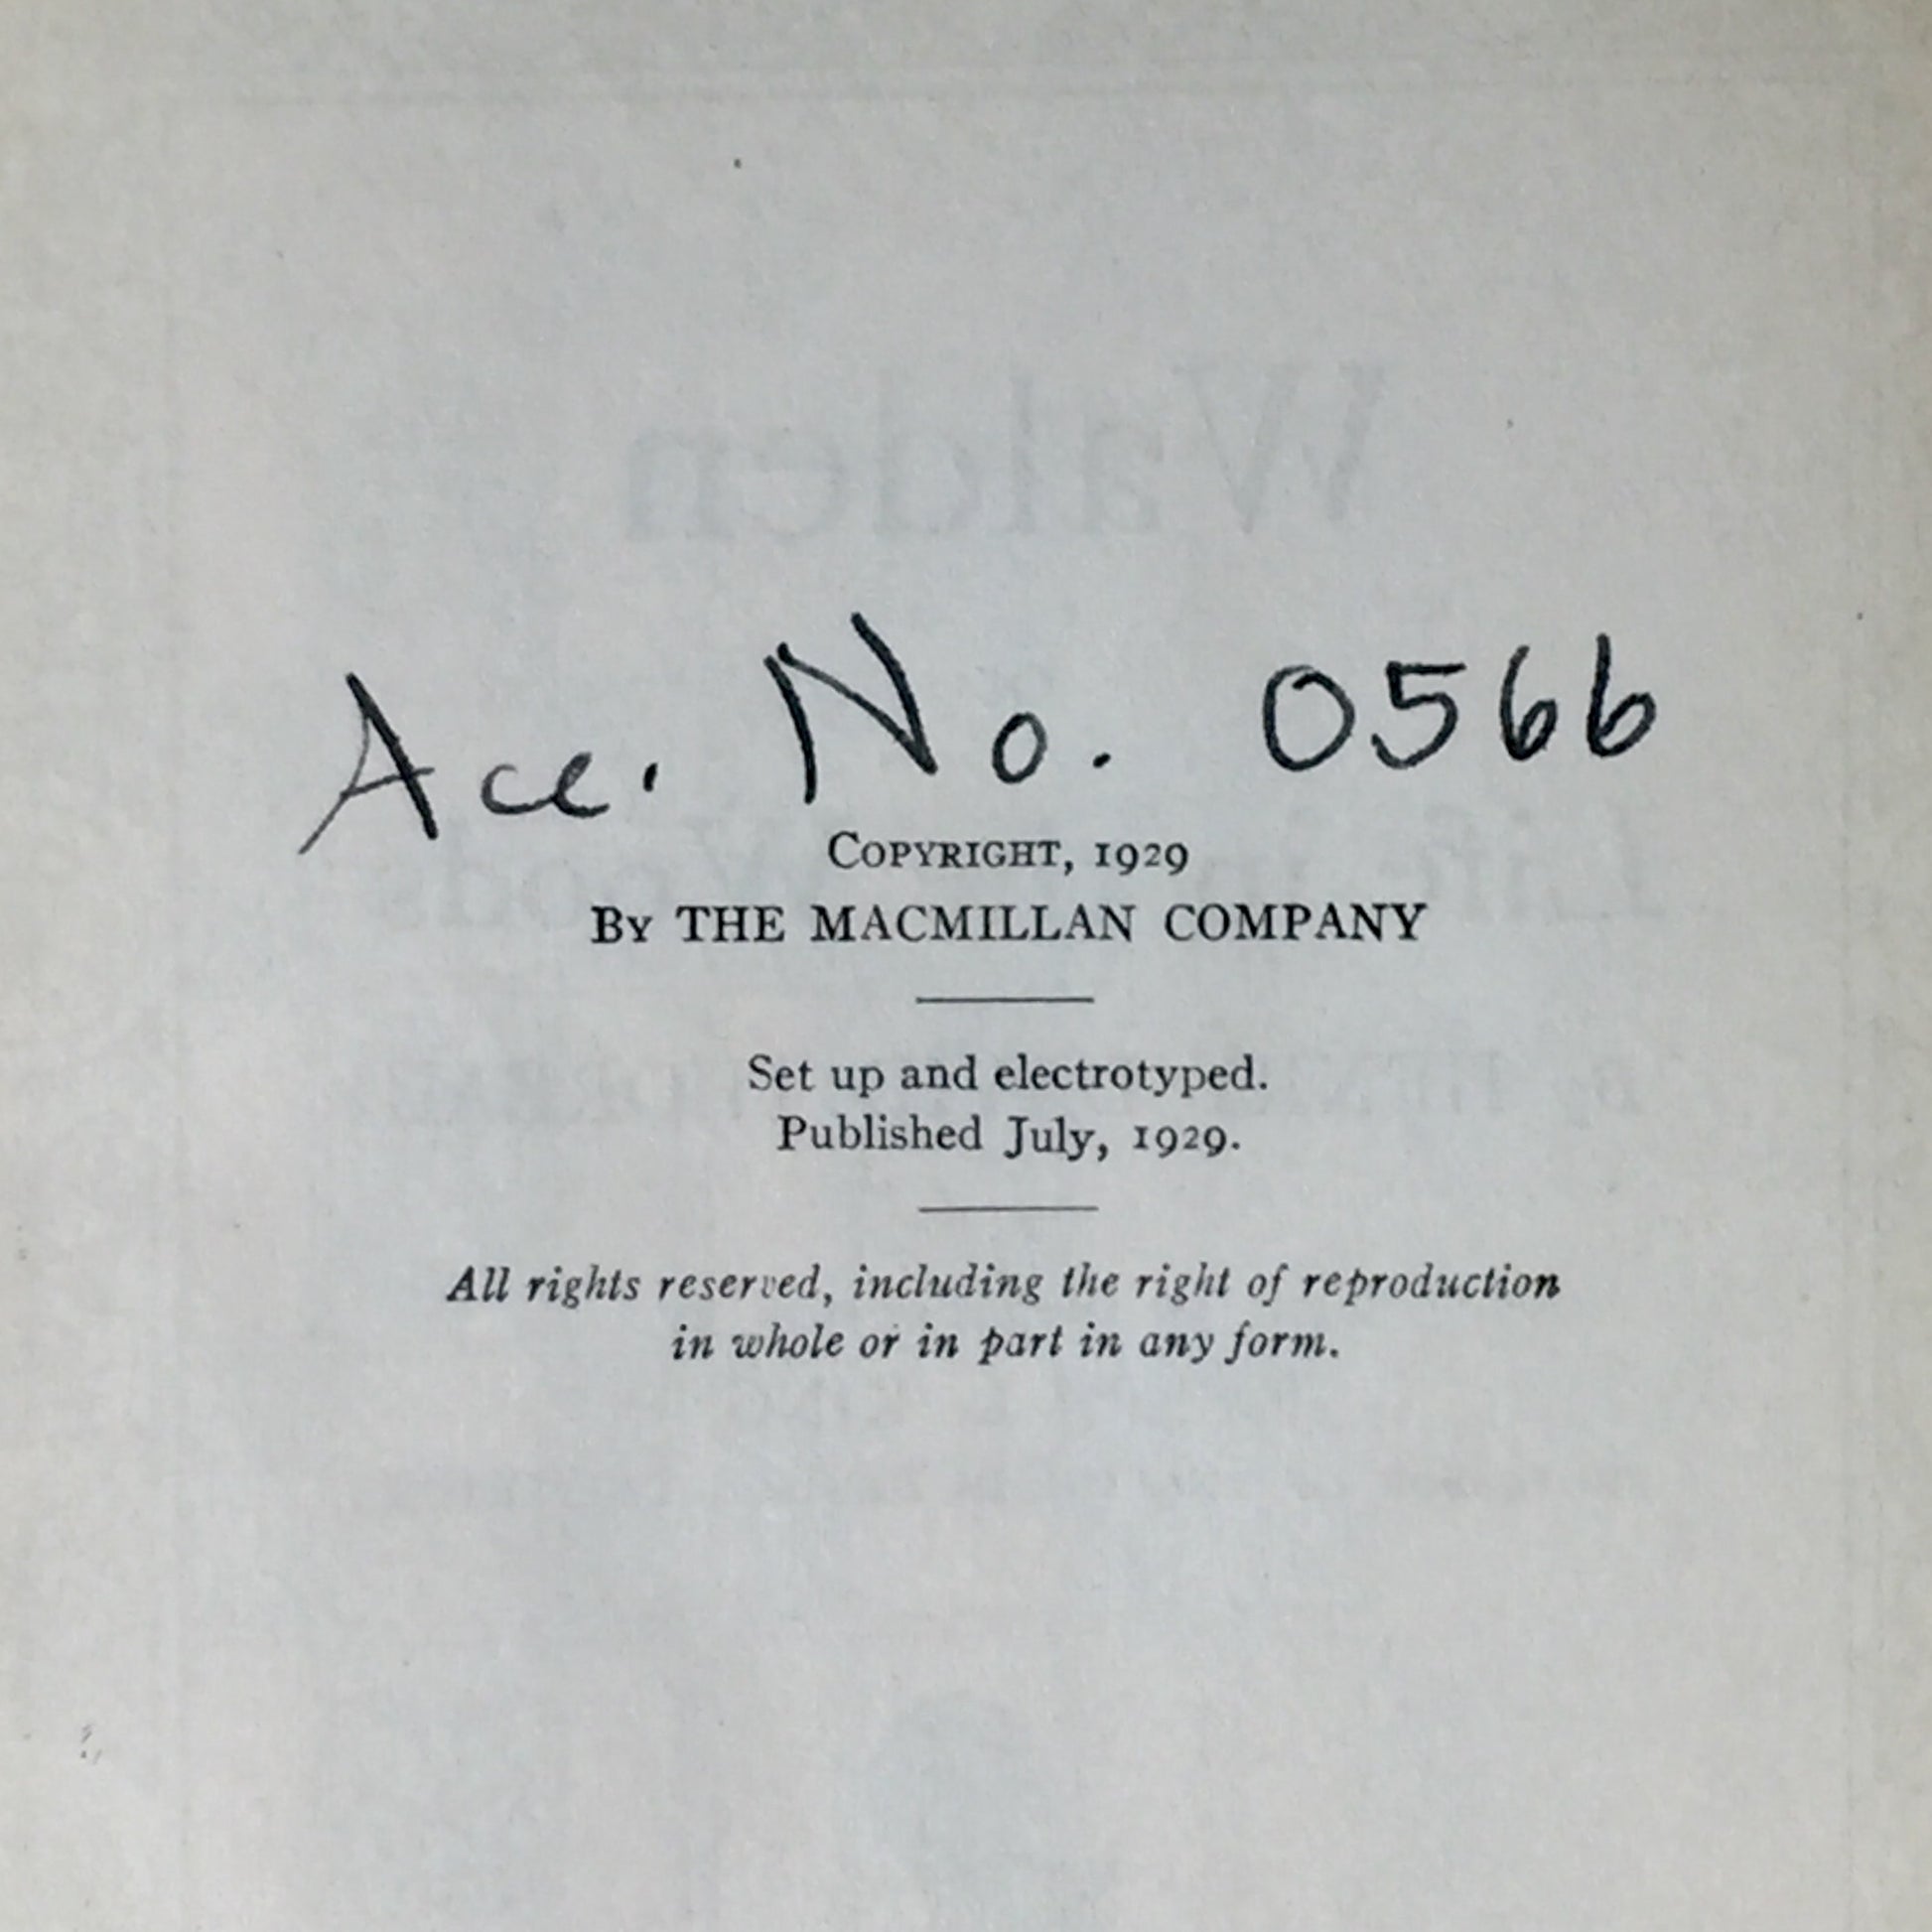 Acc. No. 0566
COPYRIGHT, 1929
BY THE MACMILLAN COMPANY
Set up and electrotyped.
Published July, 1929.
All rights reserved, including the right of reproduction
in whole or in part in any form.
Walden